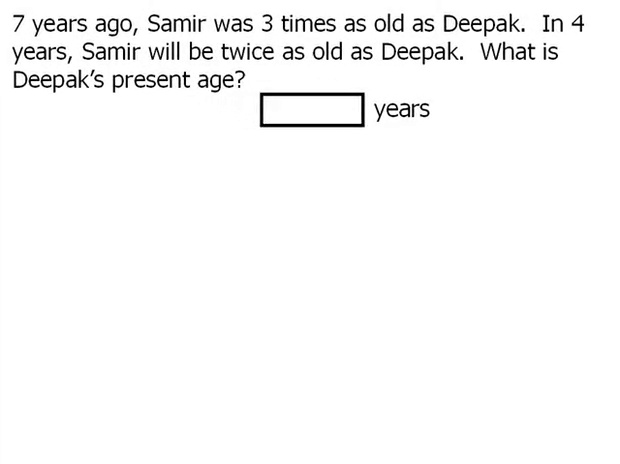 7 years ago, Samir was 3 times as old as Deepak.  In 4
years, Samir will be twice as old as Deepak.  What is
Deepak’s present age?
years